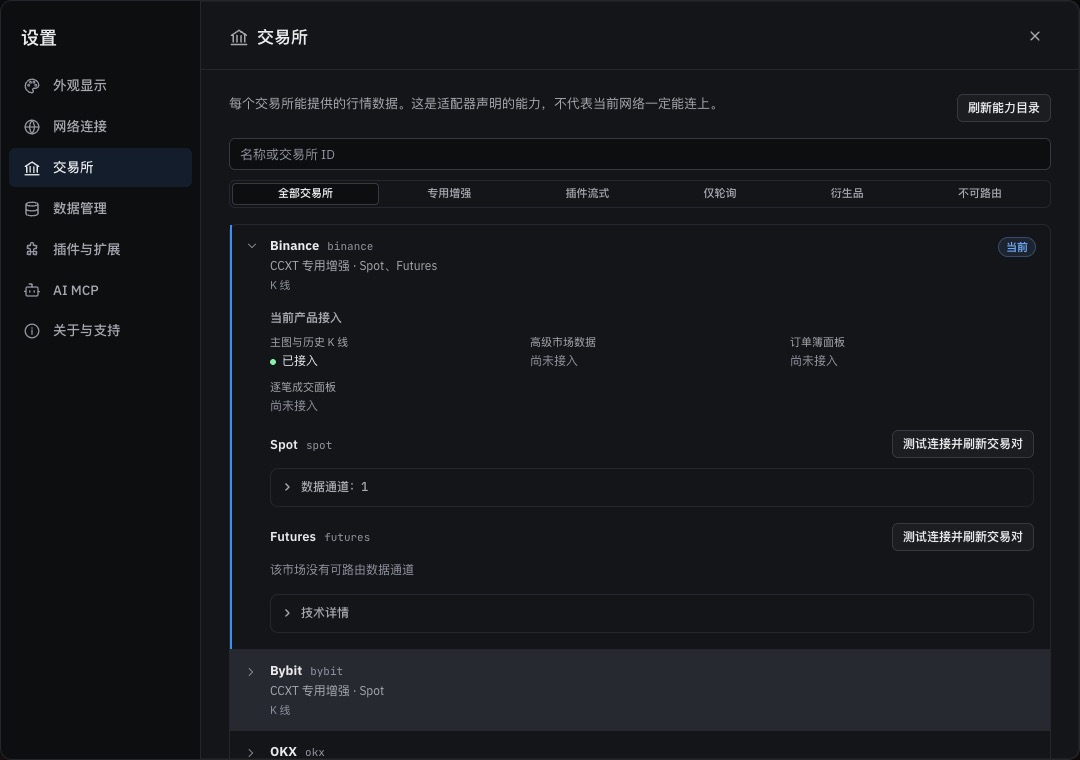 设置
外观显示
网络连接
交易所
数据管理
插件与扩展
AI MCP
关于与支持
交易所
每个交易所能提供的行情数据。这是适配器声明的能力，不代表当前网络一定能连上。
刷新能力目录
名称或交易所 ID
全部交易所 专用增强 插件流式 仅轮询 衍生品 不可路由
Binance binance
当前
CCXT 专用增强 · Spot、Futures
K 线
当前产品接入
主图与历史 K 线 高级市场数据 订单簿面板
已接入 尚未接入 尚未接入
逐笔成交面板
尚未接入
Spot spot
测试连接并刷新交易对
数据通道：1
Futures futures
测试连接并刷新交易对
该市场没有可路由数据通道
技术详情
Bybit bybit
CCXT 专用增强 · Spot
K 线
OKX okx